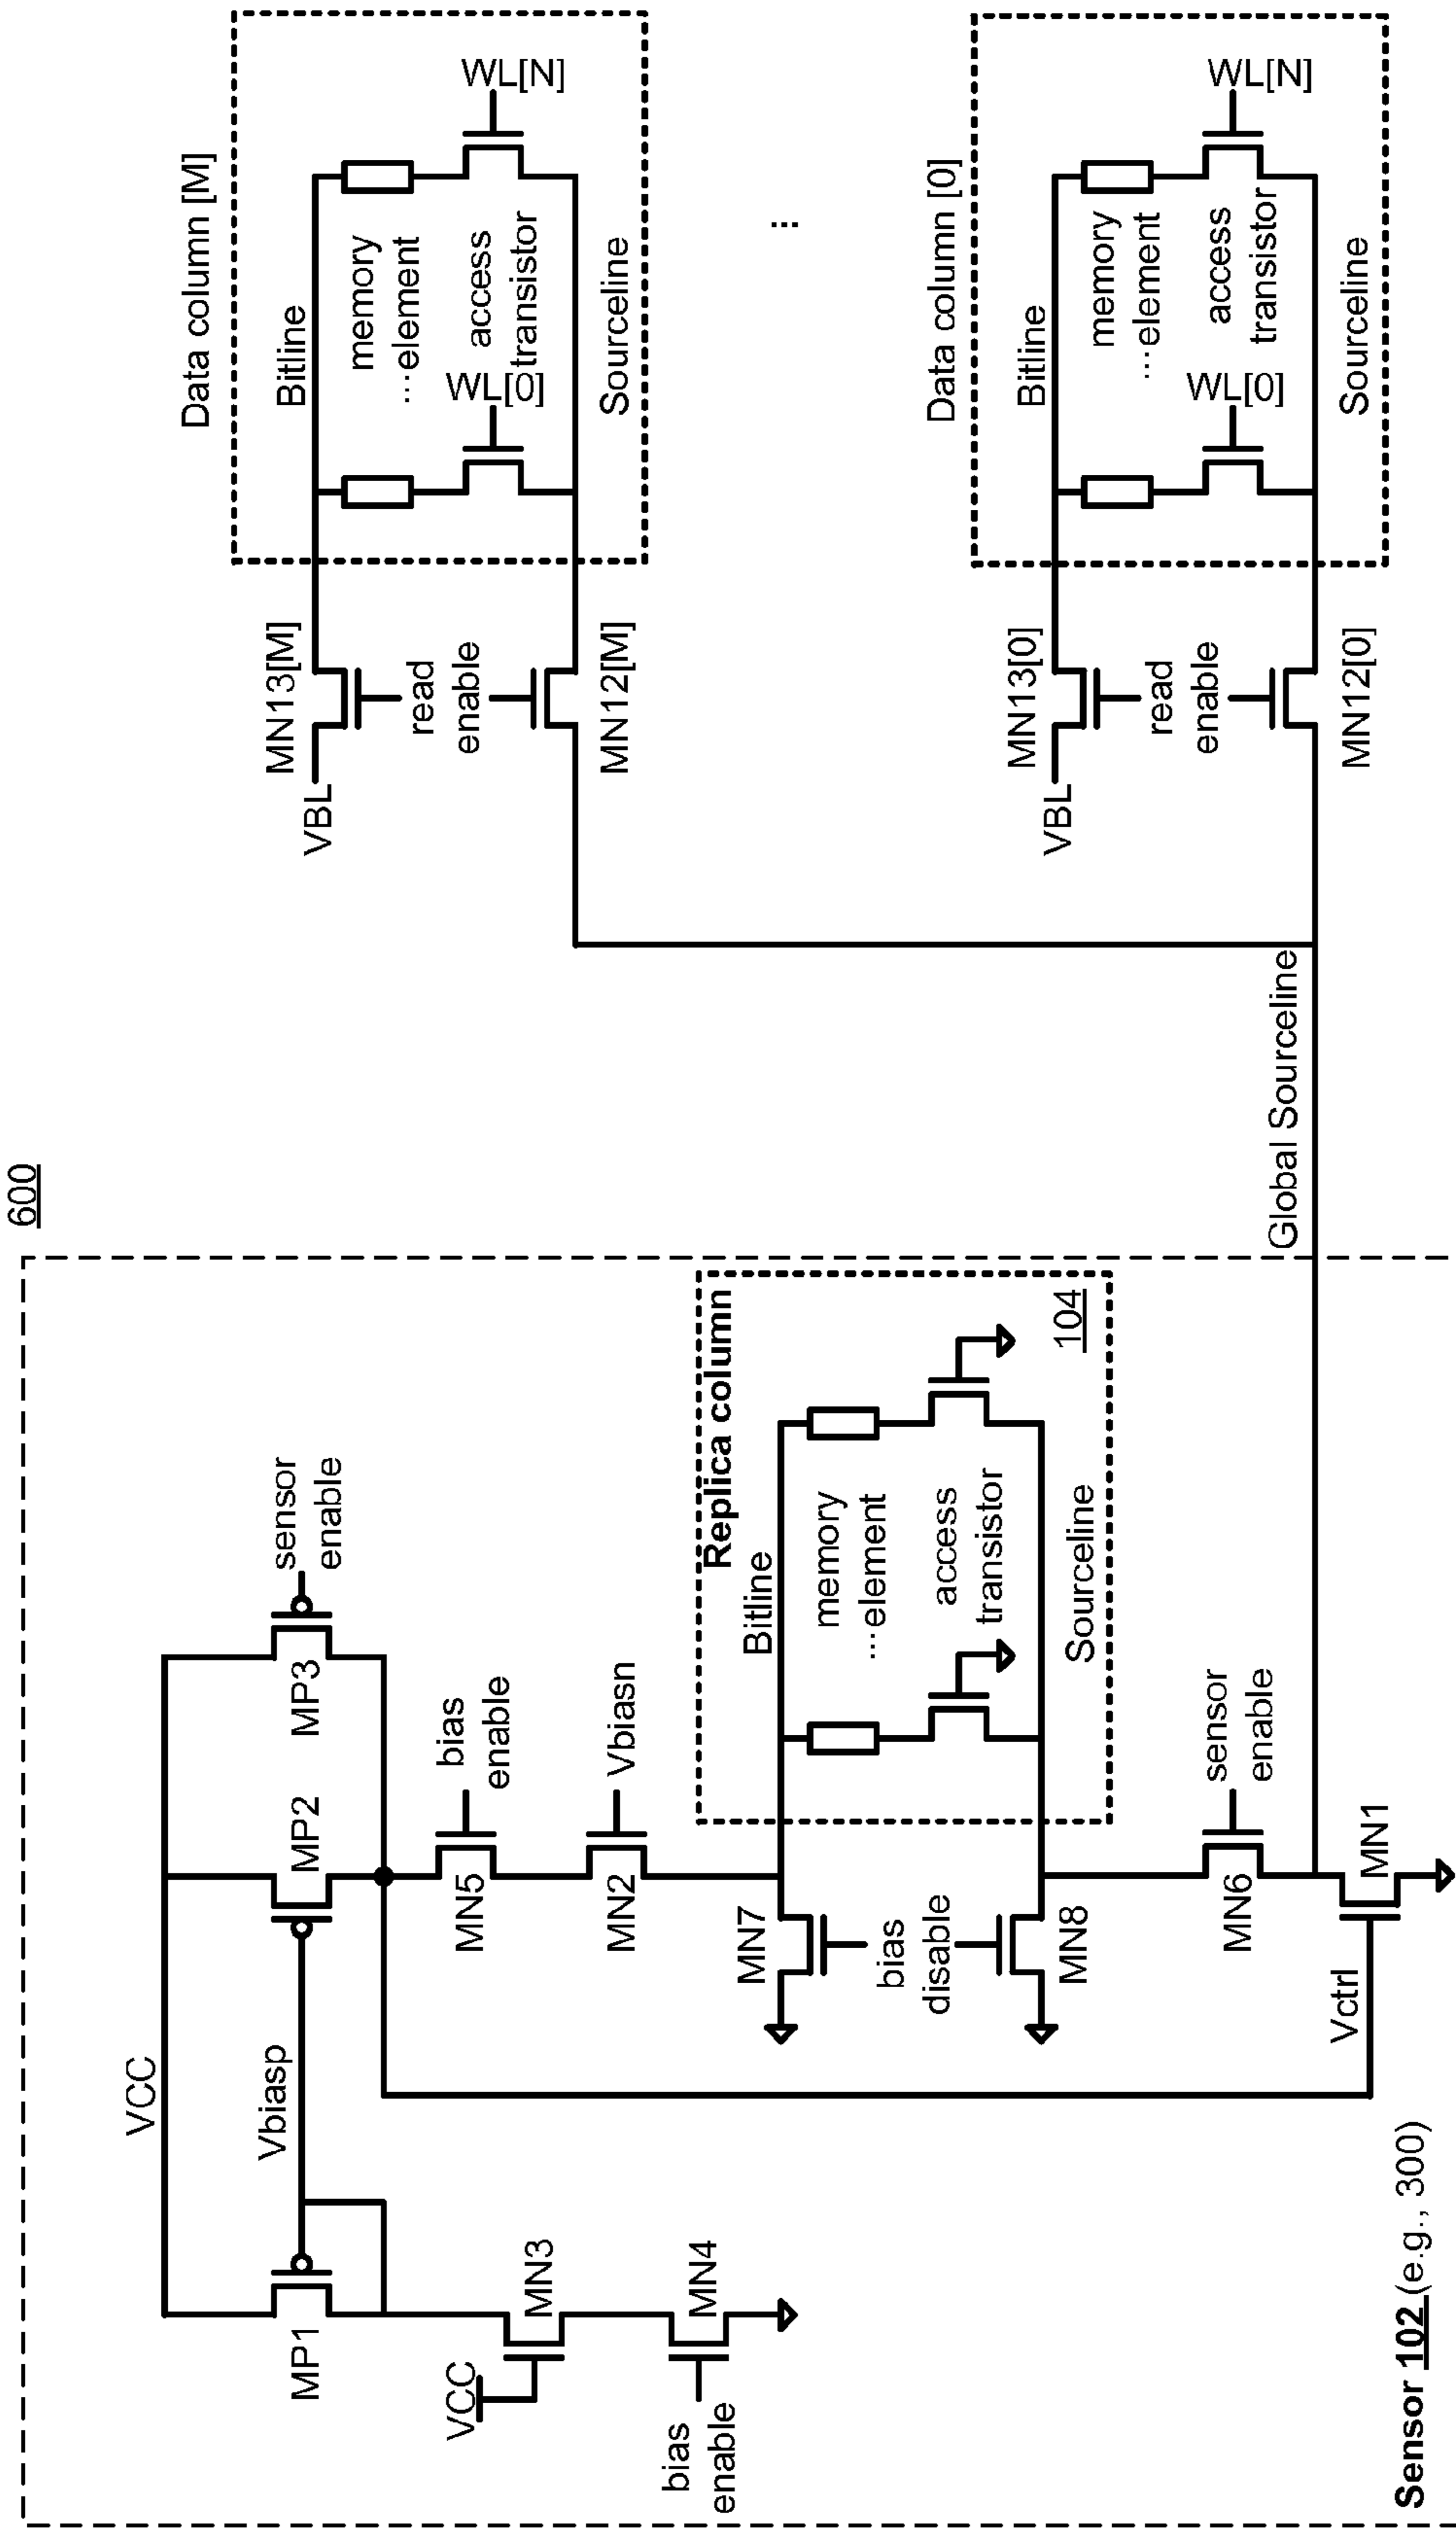 600
VCC
Vbiasp
MP1
MP2
MP3
sensor
enable
VCC
MN3
bias
enable
MN4
MN5
bias
enable
MN2
Vbiasn
MN7
bias
disable
MN8
Replica column
Bitline
memory
...element
access
transistor
Sourceline
104
MN6
sensor
enable
Vctrl
MN1
Sensor 102 (e.g., 300)
Global Sourceline
Data column [M]
MN13[M]
VBL
read
enable
MN12[M]
Bitline
memory
...element
WL[0]
access
transistor
WL[N]
Sourceline
...
Data column [0]
MN13[0]
VBL
read
enable
MN12[0]
Bitline
memory
...element
WL[0]
access
transistor
WL[N]
Sourceline